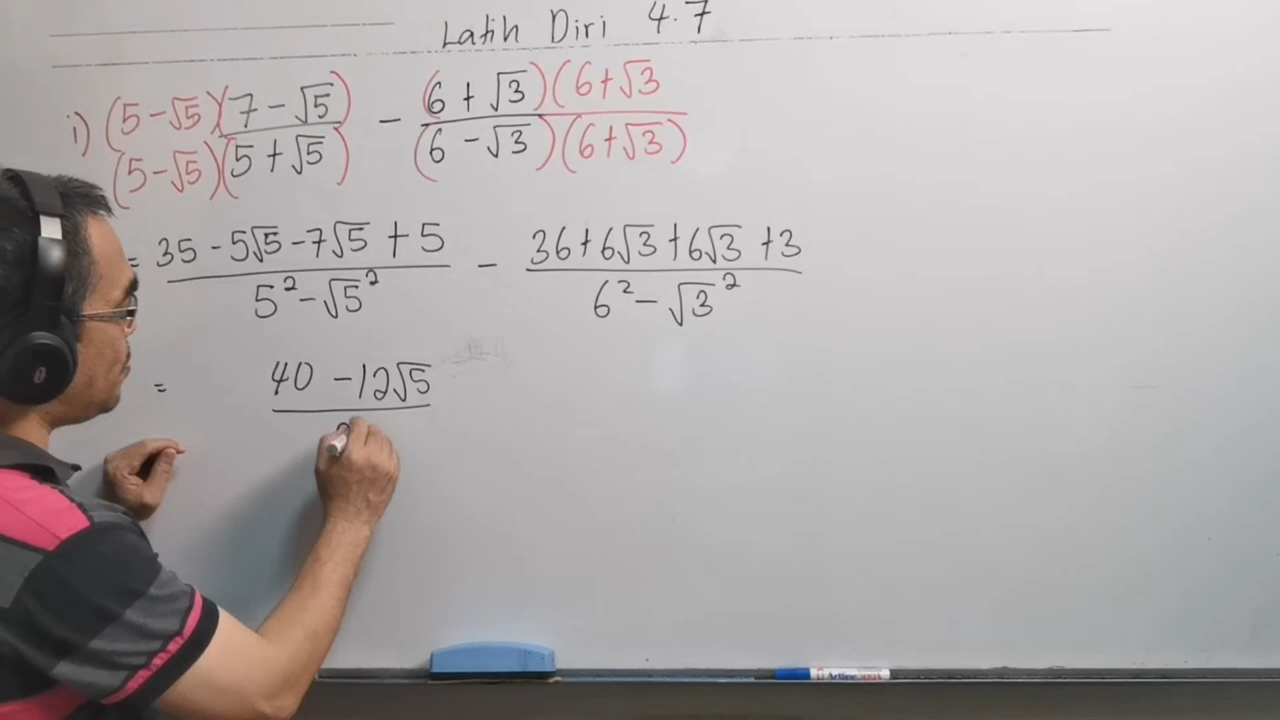 Latih Diri 4.7
i) (5-√5)(7-√5) / (5-√5)(5+√5) - (6+√3)(6+√3 / (6-√3)(6+√3)
= 35-5√5-7√5+5 / 5²-√5² - 36+6√3+6√3+3 / 6²-√3²
= 40-12√5
Artline